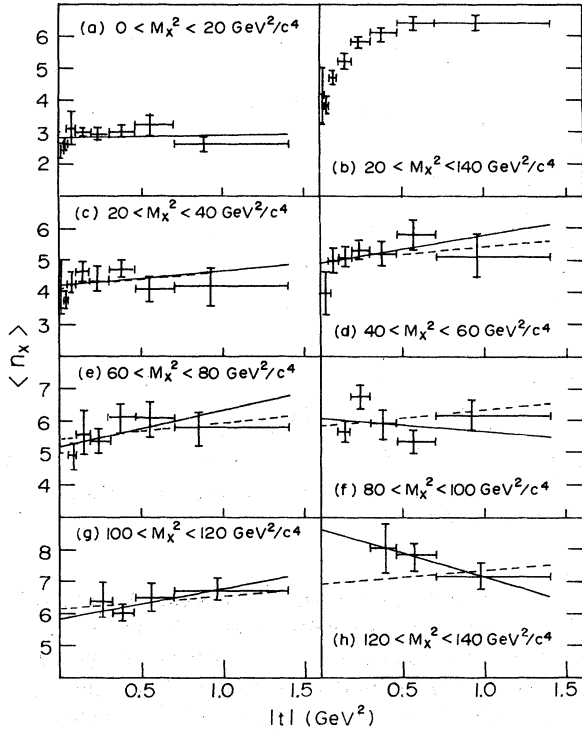 6
5
4
3
2
(a) 0 < Mx² < 20 GeV²/c⁴
(b) 20 < Mx² < 140 GeV²/c⁴
6
5
4
3
(c) 20 < Mx² < 40 GeV²/c⁴
(d) 40 < Mx² < 60 GeV²/c⁴
7
6
5
4
3
(e) 60 < Mx² < 80 GeV²/c⁴
(f) 80 < Mx² < 100 GeV²/c⁴
8
7
6
5
4
(g) 100 < Mx² < 120 GeV²/c⁴
(h) 120 < Mx² < 140 GeV²/c⁴
<nx>
0.5 1.0 0.5 1.0 1.5
|t| (GeV²)